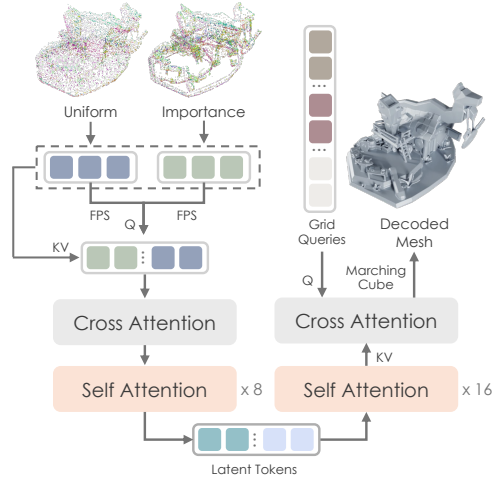 Uniform
Importance
FPS
Q
FPS
KV
Cross Attention
Self Attention
x 8
Latent Tokens
Grid
Queries
Decoded
Mesh
Q
Marching
Cube
Cross Attention
KV
Self Attention
x 16